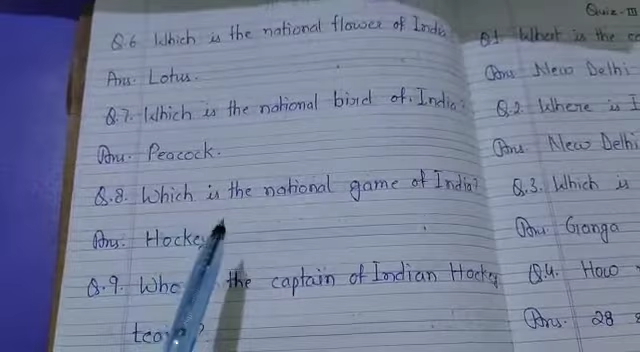 Q.6 Which is the national flower of India
Ans. Lotus.
Q.7. Which is the national bird of India?
Ans. Peacock.
Q.8. Which is the national game of India?
Ans. Hockey
Q.9. Who the captain of Indian Hockey
team?
Quiz-III
Q.1 What is the
Ans New Delhi
Q.2. Where is
Ans. New Delhi
Q.3. Which is
Ans Ganga
Q.4. How
Ans. 28